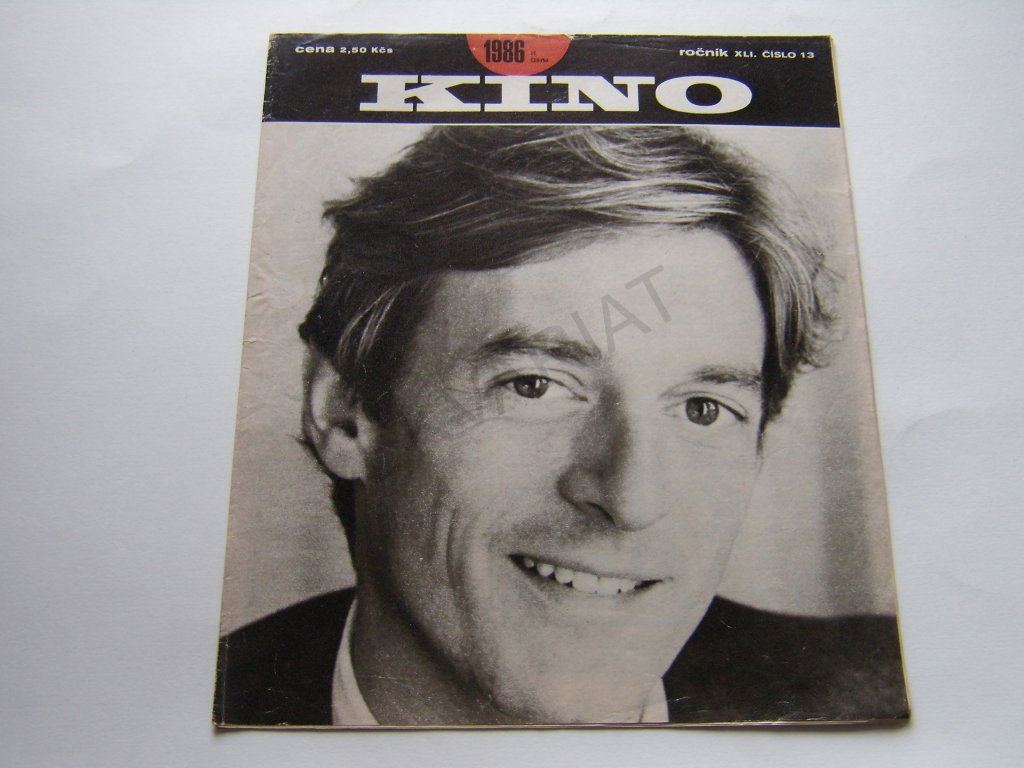 cena 2,50 Kčs
1986
ročník XLI. ČÍSLO 13
KINO